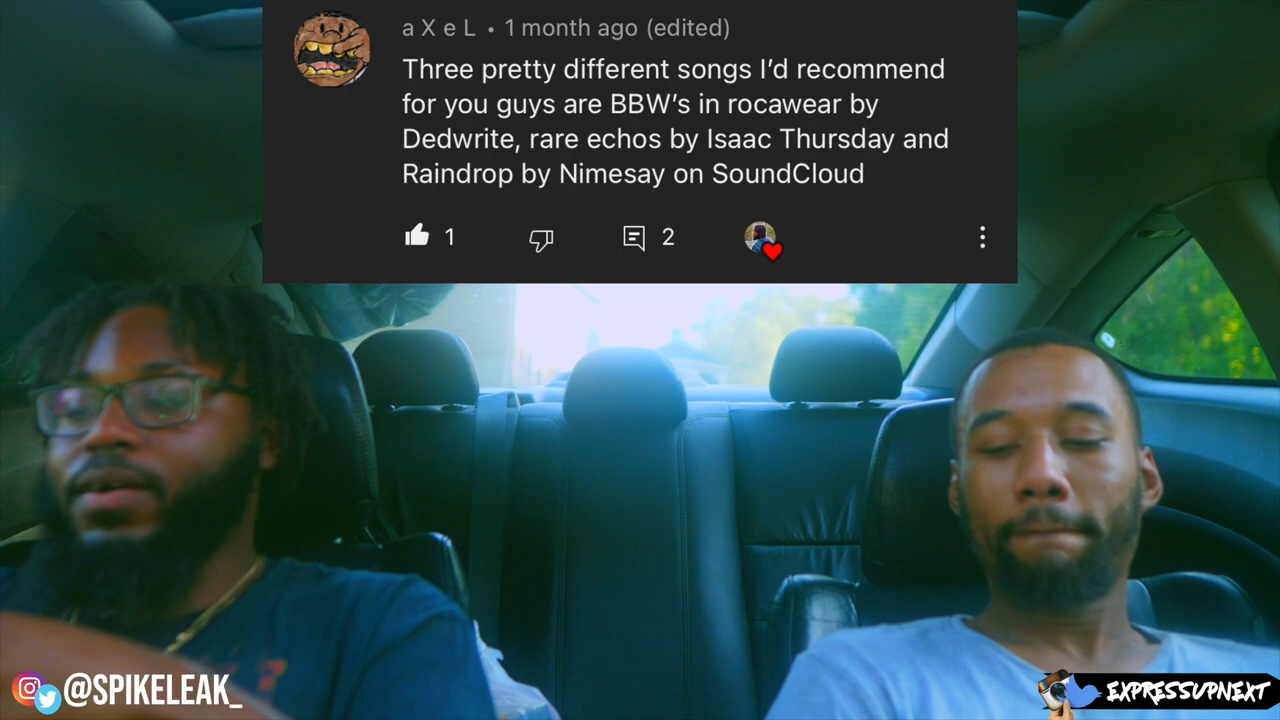 a X e L • 1 month ago (edited)
Three pretty different songs I'd recommend
for you guys are BBW's in rocawear by
Dedwrite, rare echos by Isaac Thursday and
Raindrop by Nimesay on SoundCloud
1
2
@SPIKELEAK_
EXPRESSUPNEXT